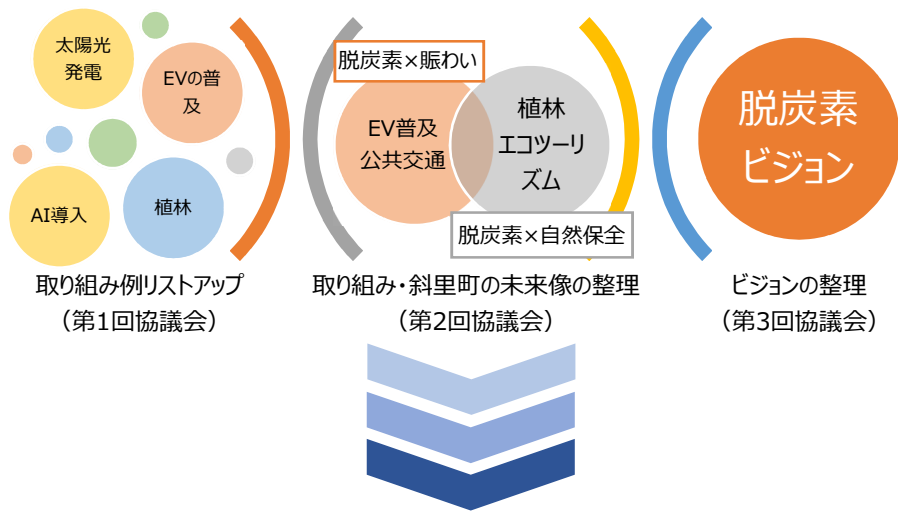 太陽光
発電
EVの普
及
AI導入
植林
取り組み例リストアップ
（第1回協議会）
脱炭素×賑わい
EV普及
公共交通
植林
エコツーリ
ズム
脱炭素×自然保全
取り組み・斜里町の未来像の整理
（第2回協議会）
脱炭素
ビジョン
ビジョンの整理
（第3回協議会）